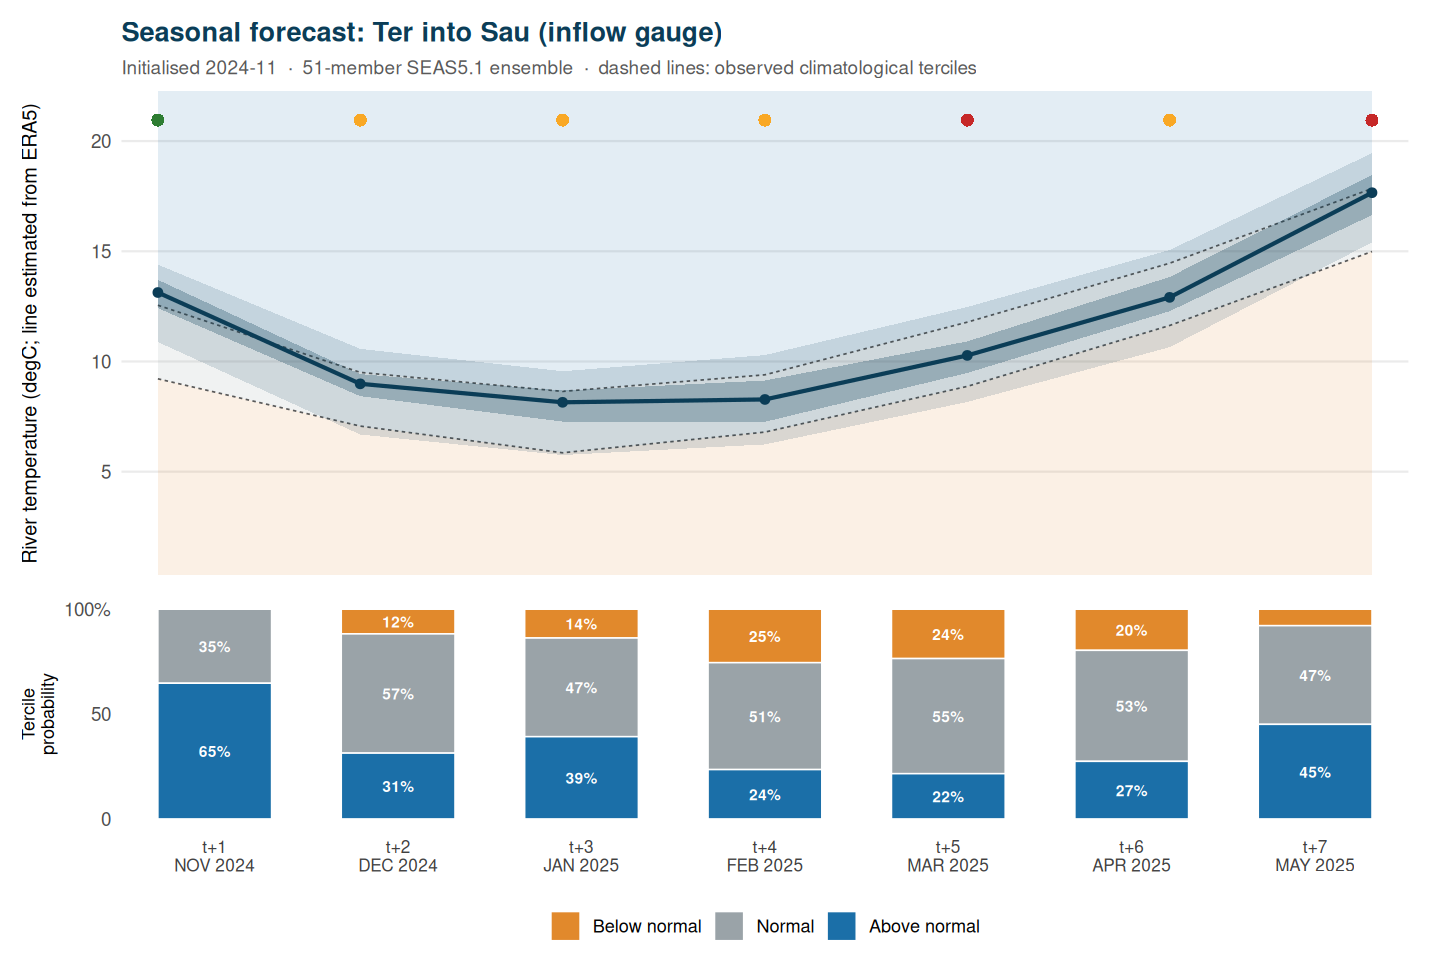 Seasonal forecast: Ter into Sau (inflow gauge)
Initialised 2024-11 · 51-member SEAS5.1 ensemble · dashed lines: observed climatological terciles
River temperature (degC; line estimated from ERA5)
20
15
10
5
Tercile
probability
100%
50
0
35%
65%
12%
57%
31%
14%
47%
39%
25%
51%
24%
24%
55%
22%
20%
53%
27%
47%
45%
t+1
NOV 2024
t+2
DEC 2024
t+3
JAN 2025
t+4
FEB 2025
t+5
MAR 2025
t+6
APR 2025
t+7
MAY 2025
Below normal
Normal
Above normal